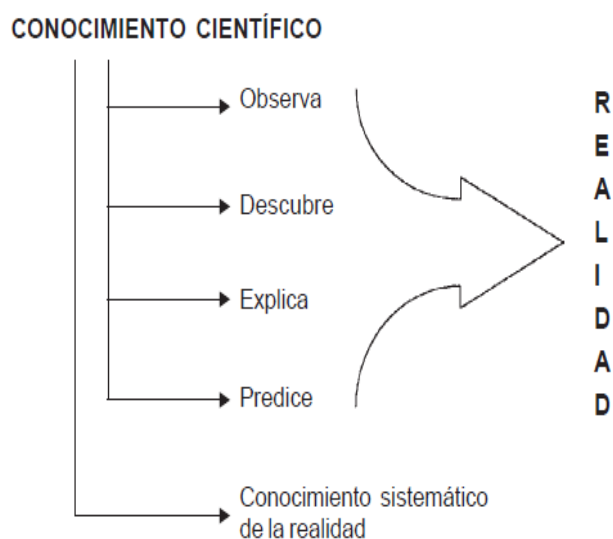 CONOCIMIENTO CIENTÍFICO
Observa
Descubre
Explica
Predice
Conocimiento sistemático
de la realidad
R
E
A
L
I
D
A
D